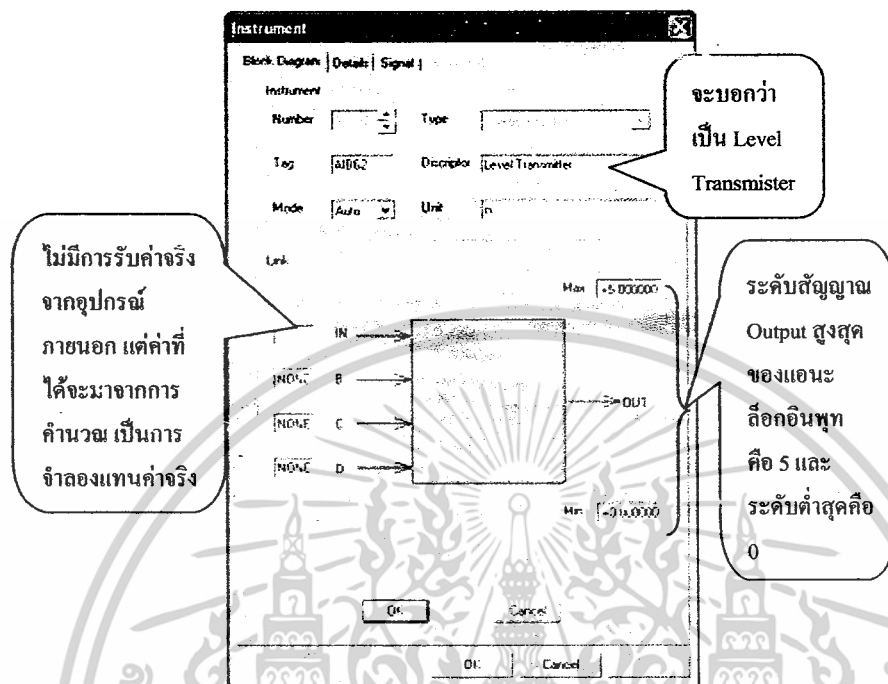 Instrument
Block Diagram Details Signal
Instrument
Number Type
Tag AI062 Discriptor Level Transmitter
Mode Auto Unit m
Link
Max +5.000000
IN
NONE B
NONE C
NONE D
OUT
Min +0.000000
OK Cancel
OK Cancel
จะบอกว่า
เป็น Level
Transmister
ไม่มีการรับค่าจริง
จากอุปกรณ์
ภายนอก แต่ค่าที่
ได้จะมาจากการ
คำนวณ เป็นการ
จำลองแทนค่าจริง
ระดับสัญญาณ
Output สูงสุด
ของแอนะ
ล็อกอินพุท
คือ 5 และ
ระดับต่ำสุดคือ
0